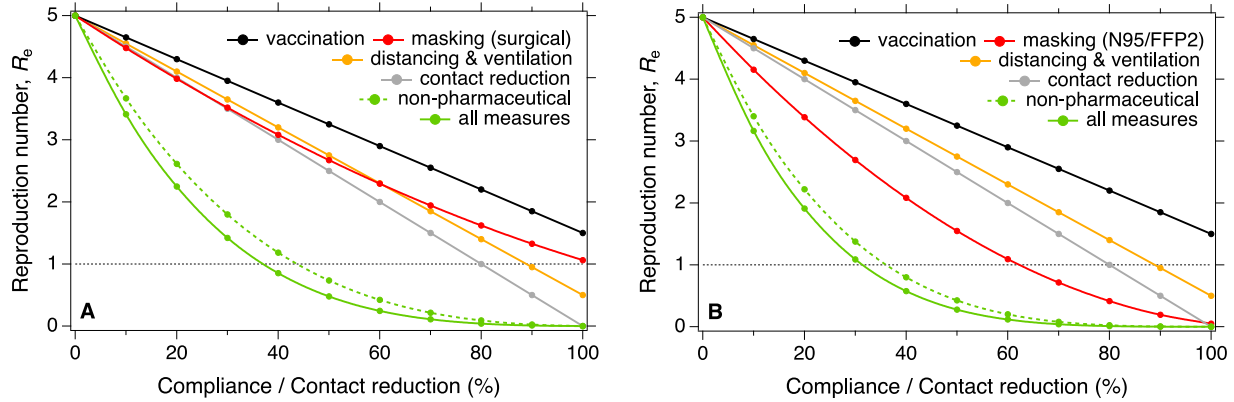 5
4
3
2
1
0
Reproduction number, Re
vaccination masking (surgical)
distancing & ventilation
contact reduction
non-pharmaceutical
all measures
A
0 20 40 60 80 100
Compliance / Contact reduction (%)
5
4
3
2
1
0
Reproduction number, Re
vaccination masking (N95/FFP2)
distancing & ventilation
contact reduction
non-pharmaceutical
all measures
B
0 20 40 60 80 100
Compliance / Contact reduction (%)